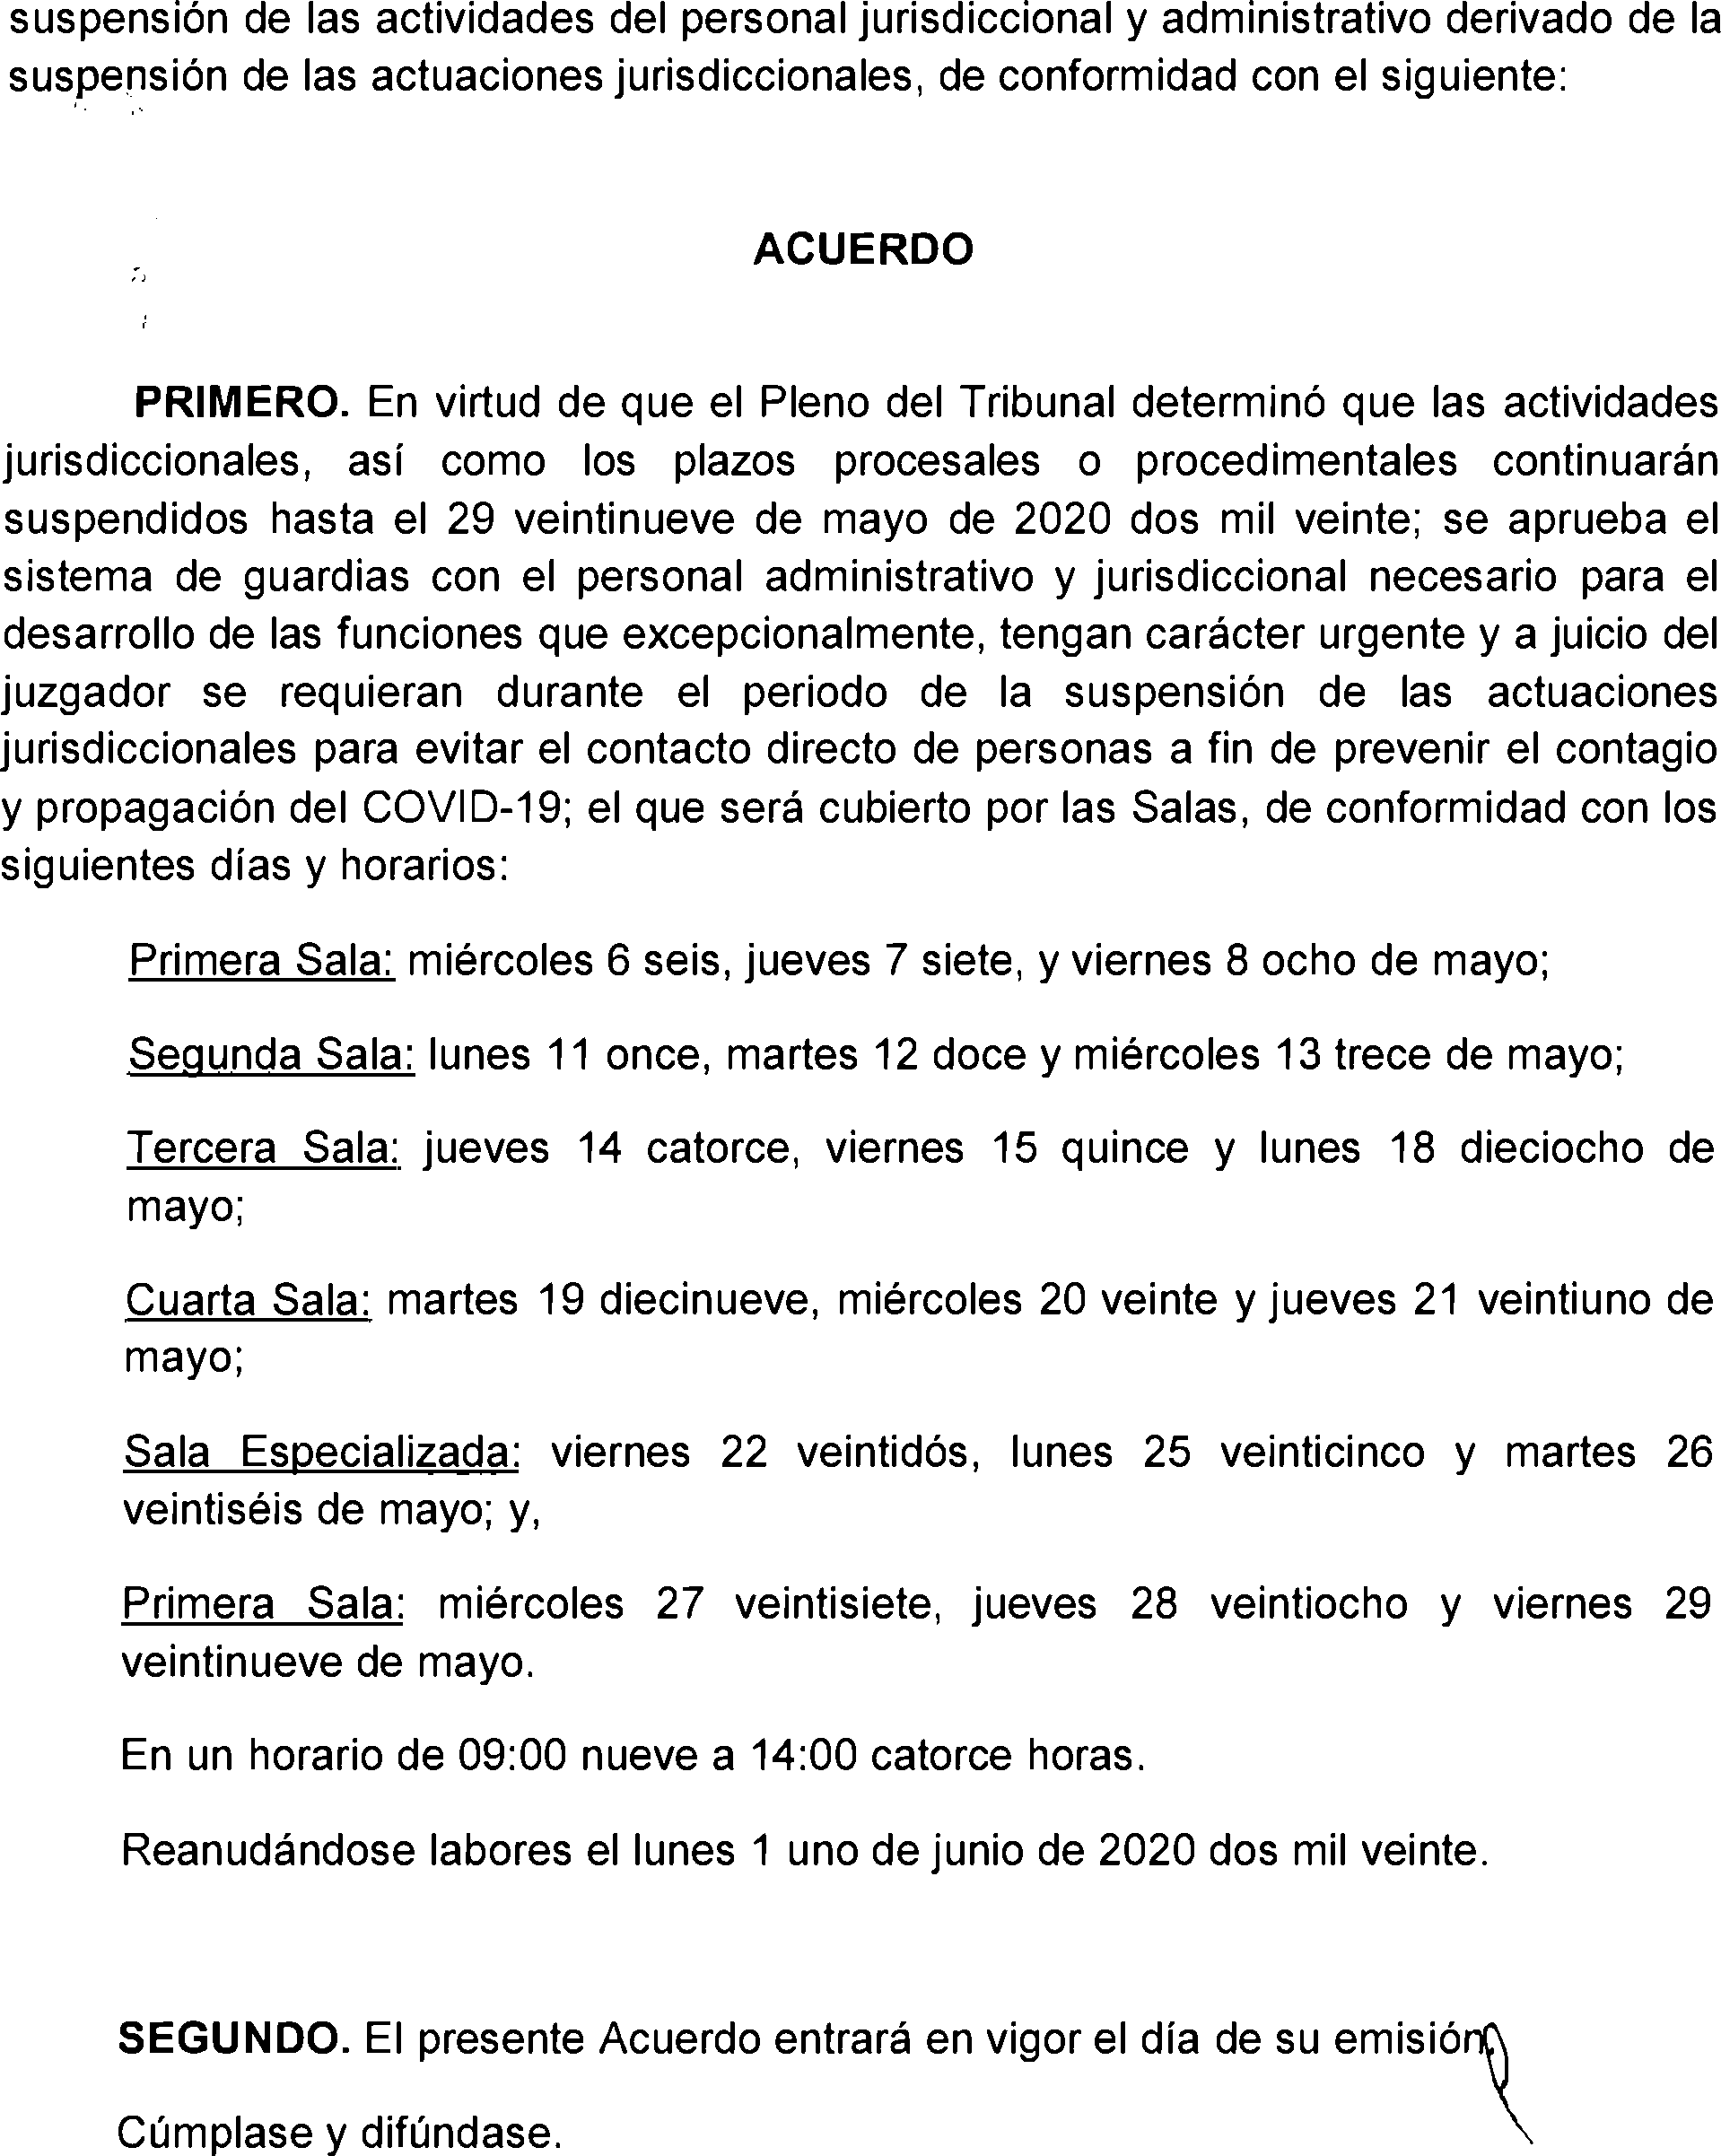 suspensión de las actividades del personal jurisdiccional y administrativo derivado de la
suspensión de las actuaciones jurisdiccionales, de conformidad con el siguiente:
ACUERDO
PRIMERO. En virtud de que el Pleno del Tribunal determinó que las actividades
jurisdiccionales, así como los plazos procesales o procedimentales continuarán
suspendidos hasta el 29 veintinueve de mayo de 2020 dos mil veinte; se aprueba el
sistema de guardias con el personal administrativo y jurisdiccional necesario para el
desarrollo de las funciones que excepcionalmente, tengan carácter urgente y a juicio del
juzgador se requieran durante el periodo de la suspensión de las actuaciones
jurisdiccionales para evitar el contacto directo de personas a fin de prevenir el contagio
y propagación del COVID-19; el que será cubierto por las Salas, de conformidad con los
siguientes días y horarios:
Primera Sala: miércoles 6 seis, jueves 7 siete, y viernes 8 ocho de mayo;
Segunda Sala: lunes 11 once, martes 12 doce y miércoles 13 trece de mayo;
Tercera Sala: jueves 14 catorce, viernes 15 quince y lunes 18 dieciocho de
mayo;
Cuarta Sala: martes 19 diecinueve, miércoles 20 veinte y jueves 21 veintiuno de
mayo;
Sala Especializada: viernes 22 veintidós, lunes 25 veinticinco y martes 26
veintiséis de mayo; y,
Primera Sala: miércoles 27 veintisiete, jueves 28 veintiocho y viernes 29
veintinueve de mayo.
En un horario de 09:00 nueve a 14:00 catorce horas.
Reanudándose labores el lunes 1 uno de junio de 2020 dos mil veinte.
SEGUNDO. El presente Acuerdo entrará en vigor el día de su emisión.
Cúmplase y difúndase.